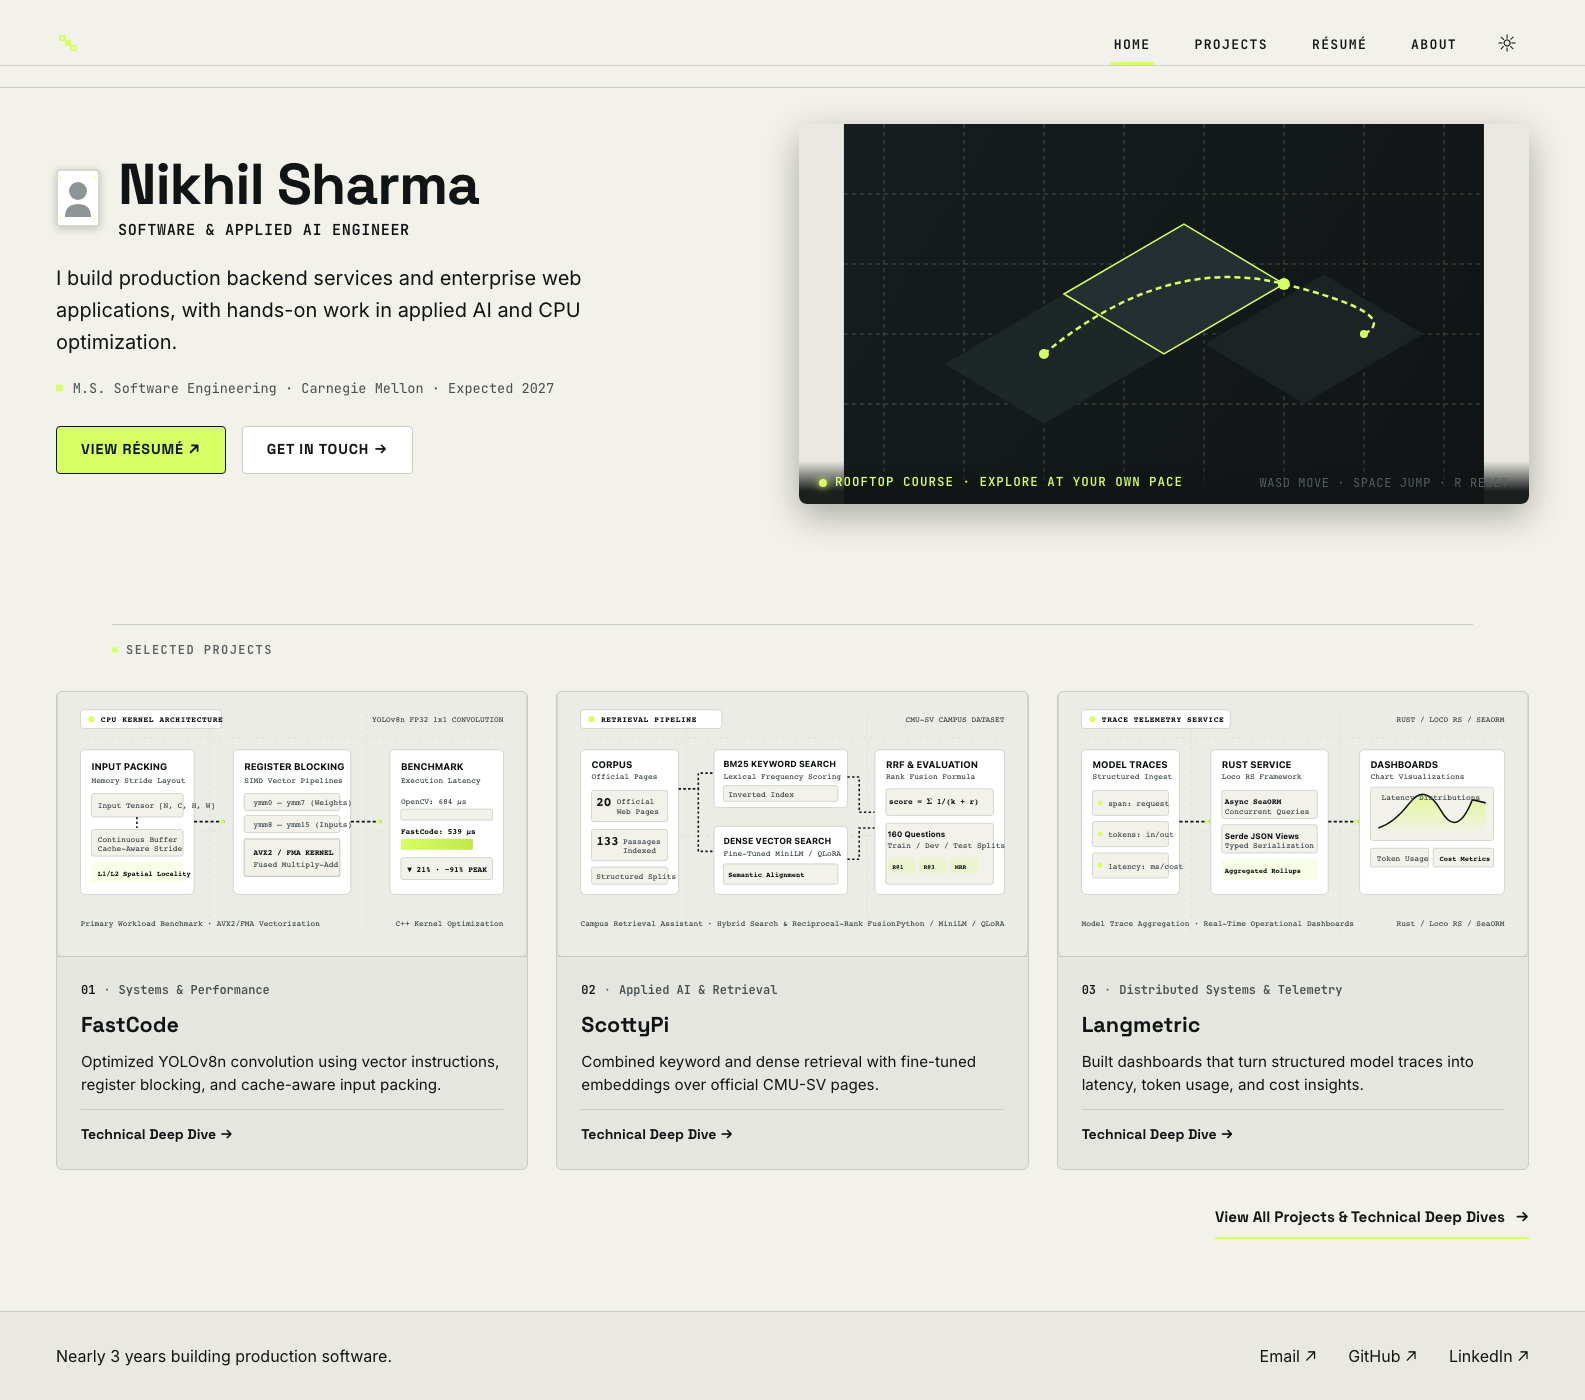 HOME PROJECTS RÉSUMÉ ABOUT
Nikhil Sharma
SOFTWARE & APPLIED AI ENGINEER
I build production backend services and enterprise web
applications, with hands-on work in applied AI and CPU
optimization.
M.S. Software Engineering · Carnegie Mellon · Expected 2027
VIEW RÉSUMÉ ↗ GET IN TOUCH →
ROOFTOP COURSE · EXPLORE AT YOUR OWN PACE
WASD MOVE · SPACE JUMP · R RESET
SELECTED PROJECTS
CPU KERNEL ARCHITECTURE
YOLOv8n FP32 1x1 CONVOLUTION
INPUT PACKING
Memory Stride Layout
Input Tensor [N, C, H, W]
Continuous Buffer
Cache-Aware Stride
L1/L2 Spatial Locality
REGISTER BLOCKING
SIMD Vector Pipelines
ymm0 – ymm7 (Weights)
ymm8 – ymm15 (Inputs)
AVX2 / FMA KERNEL
Fused Multiply-Add
BENCHMARK
Execution Latency
OpenCV: 684 µs
FastCode: 539 µs
▼ 21% · ~91% PEAK
Primary Workload Benchmark · AVX2/FMA Vectorization
C++ Kernel Optimization
01 · Systems & Performance
FastCode
Optimized YOLOv8n convolution using vector instructions,
register blocking, and cache-aware input packing.
Technical Deep Dive →
RETRIEVAL PIPELINE
CMU-SV CAMPUS DATASET
CORPUS
Official Pages
20 Official
Web Pages
133 Passages
Indexed
Structured Splits
BM25 KEYWORD SEARCH
Lexical Frequency Scoring
Inverted Index
DENSE VECTOR SEARCH
Fine-Tuned MiniLM / QLoRA
Semantic Alignment
RRF & EVALUATION
Rank Fusion Formula
score = Σ 1/(k + r)
160 Questions
Train / Dev / Test Splits
R@1 R@3 MRR
Campus Retrieval Assistant · Hybrid Search & Reciprocal-Rank Fusion
Python / MiniLM / QLoRA
02 · Applied AI & Retrieval
ScottyPi
Combined keyword and dense retrieval with fine-tuned
embeddings over official CMU-SV pages.
Technical Deep Dive →
TRACE TELEMETRY SERVICE
RUST / LOCO RS / SEAORM
MODEL TRACES
Structured Ingest
span: request
tokens: in/out
latency: ms/cost
RUST SERVICE
Loco RS Framework
Async SeaORM
Concurrent Queries
Serde JSON Views
Typed Serialization
Aggregated Rollups
DASHBOARDS
Chart Visualizations
Latency Distributions
Token Usage Cost Metrics
Model Trace Aggregation · Real-Time Operational Dashboards
Rust / Loco RS / SeaORM
03 · Distributed Systems & Telemetry
Langmetric
Built dashboards that turn structured model traces into
latency, token usage, and cost insights.
Technical Deep Dive →
View All Projects & Technical Deep Dives →
Nearly 3 years building production software.
Email ↗ GitHub ↗ LinkedIn ↗